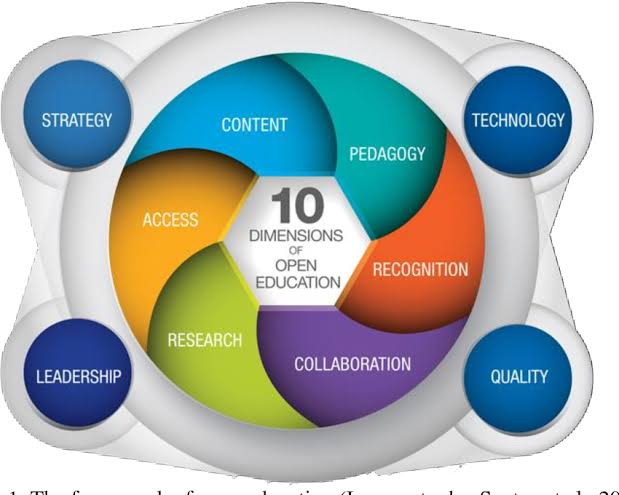 STRATEGY
TECHNOLOGY
CONTENT
PEDAGOGY
ACCESS
10
DIMENSIONS
OF
OPEN
EDUCATION
RECOGNITION
RESEARCH
COLLABORATION
LEADERSHIP
QUALITY